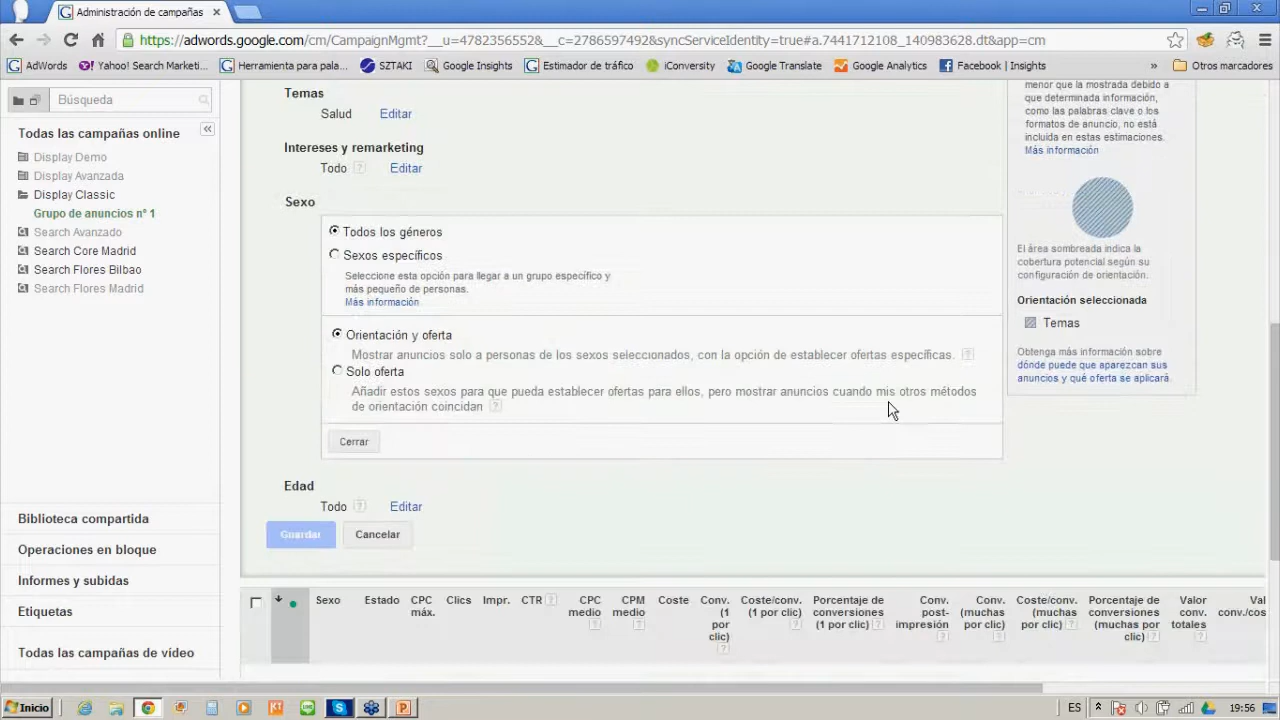 Administración de campañas
https://adwords.google.com/cm/CampaignMgmt?__u=4782356552&__c=2786597492&syncServiceIdentity=true#a.7441712108_140983628.dt&app=cm
AdWords
Yahoo! Search Marketi...
Herramienta para pala...
SZTAKI
Google Insights
Estimador de tráfico
iConversity
Google Translate
Google Analytics
Facebook | Insights
»
Otros marcadores
Búsqueda
Todas las campañas online
Display Demo
Display Avanzada
Display Classic
Grupo de anuncios nº 1
Search Avanzado
Search Core Madrid
Search Flores Bilbao
Search Flores Madrid
Biblioteca compartida
Operaciones en bloque
Informes y subidas
Etiquetas
Todas las campañas de vídeo
Temas
Salud Editar
Intereses y remarketing
Todo ? Editar
Sexo
Todos los géneros
Sexos específicos
Seleccione esta opción para llegar a un grupo específico y
más pequeño de personas.
Más información
Orientación y oferta
Mostrar anuncios solo a personas de los sexos seleccionados, con la opción de establecer ofertas específicas. ?
Solo oferta
Añadir estos sexos para que pueda establecer ofertas para ellos, pero mostrar anuncios cuando mis otros métodos
de orientación coincidan ?
Cerrar
Edad
Todo ? Editar
Guardar Cancelar
menor que la mostrada debido a
que determinada información,
como las palabras clave o los
formatos de anuncio, no está
incluida en estas estimaciones.
Más información
El área sombreada indica la
cobertura potencial según su
configuración de orientación.
Orientación seleccionada
Temas
Obtenga más información sobre
dónde puede que aparezcan sus
anuncios y qué oferta se aplicará.
Sexo
Estado
CPC
máx.
Clics
Impr.
CTR ?
CPC
medio
?
CPM
medio
?
Coste
Conv.
(1
por
clic)
?
Coste/conv.
(1 por clic)
?
Porcentaje de
conversiones
(1 por clic) ?
Conv.
post-
impresión
?
Conv.
(muchas
por clic)
?
Coste/conv.
(muchas
por clic) ?
Porcentaje de
conversiones
(muchas por
clic) ?
Valor
conv.
totales
?
Val
conv./cos
Inicio
ES
19:56